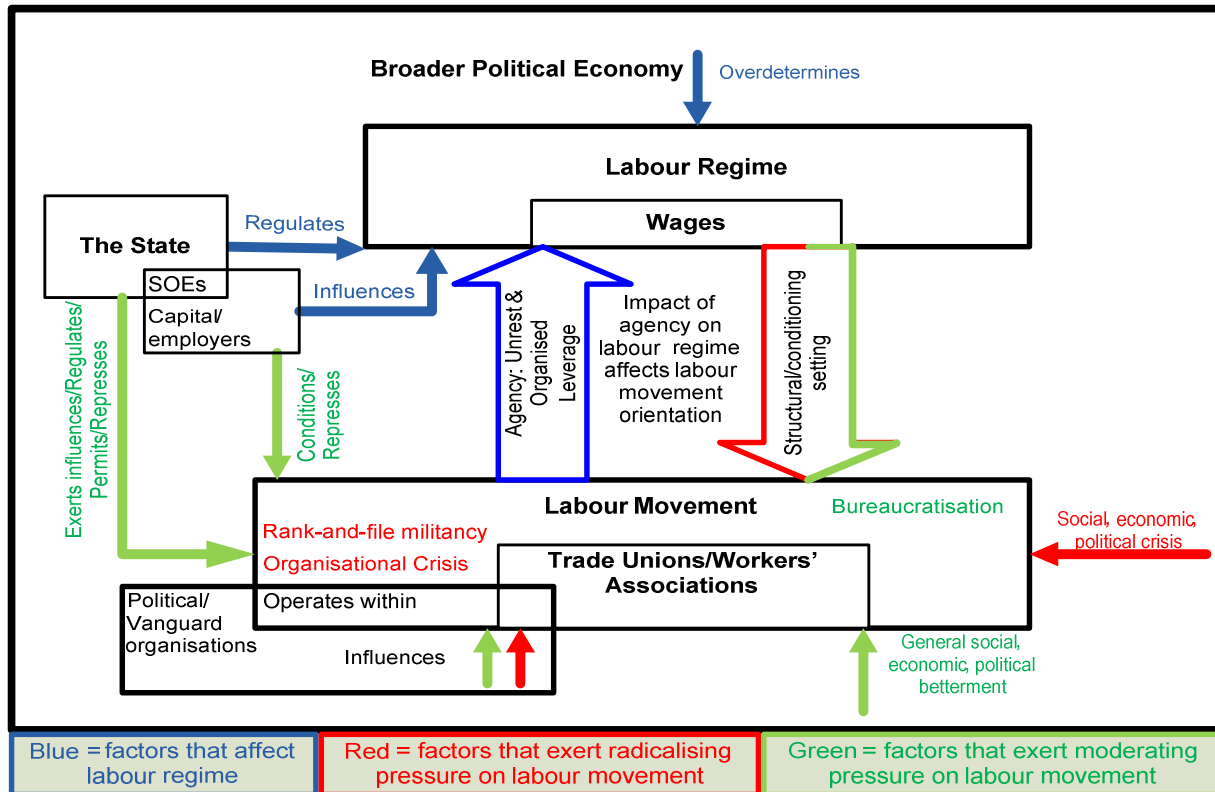 Broader Political Economy
Overdetermines
Labour Regime
Wages
The State
Regulates
SOEs
Capital/
employers
Influences
Exerts influences/Regulates/
Permits/Represses
Conditions/
Represses
Agency: Unrest &
Organised
Leverage
Impact of
agency on
labour regime
affects labour
movement
orientation
Structural/conditioning
setting
Labour Movement
Bureaucratisation
Rank-and-file militancy
Organisational Crisis
Trade Unions/Workers’
Associations
Social, economic,
political crisis
Political/
Vanguard
organisations
Operates within
Influences
General social,
economic, political
betterment
Blue = factors that affect
labour regime
Red = factors that exert radicalising
pressure on labour movement
Green = factors that exert moderating
pressure on labour movement